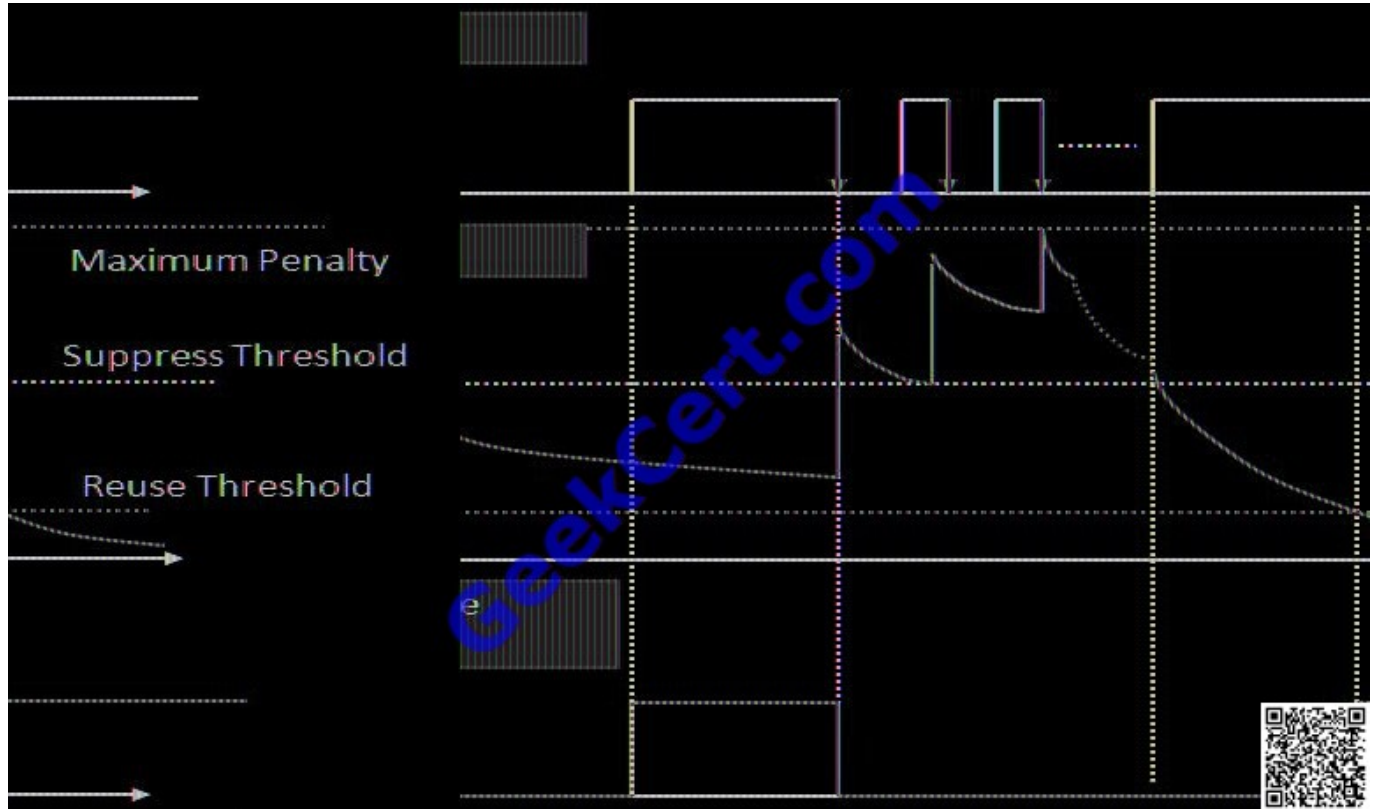 Maximum Penalty
Suppress Threshold
Reuse Threshold
e
GeekCert.com